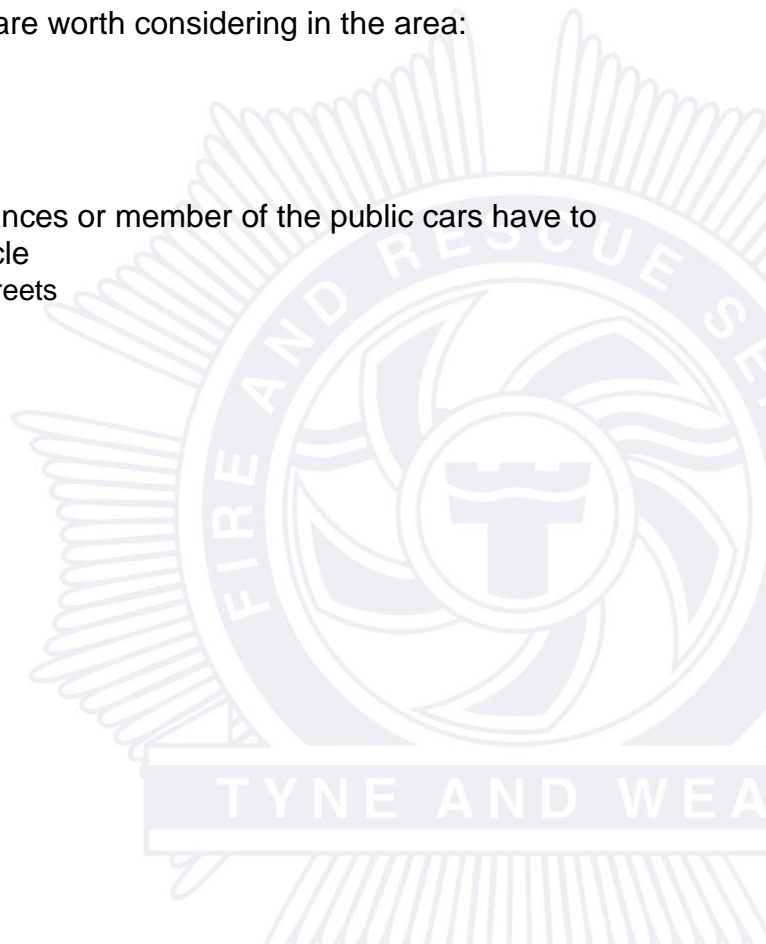 are worth considering in the area:
nces or member of the public cars have to
cle
reets
FIRE AND RESCUE SE
TYNE AND WEA